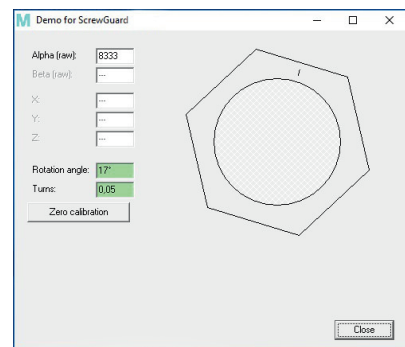 M Demo for ScrewGuard
Alpha (raw): 8333
Beta (raw): ---
X: ---
Y: ---
Z: ---
Rotation angle: 17°
Turns: 0,05
Zero calibration
Close